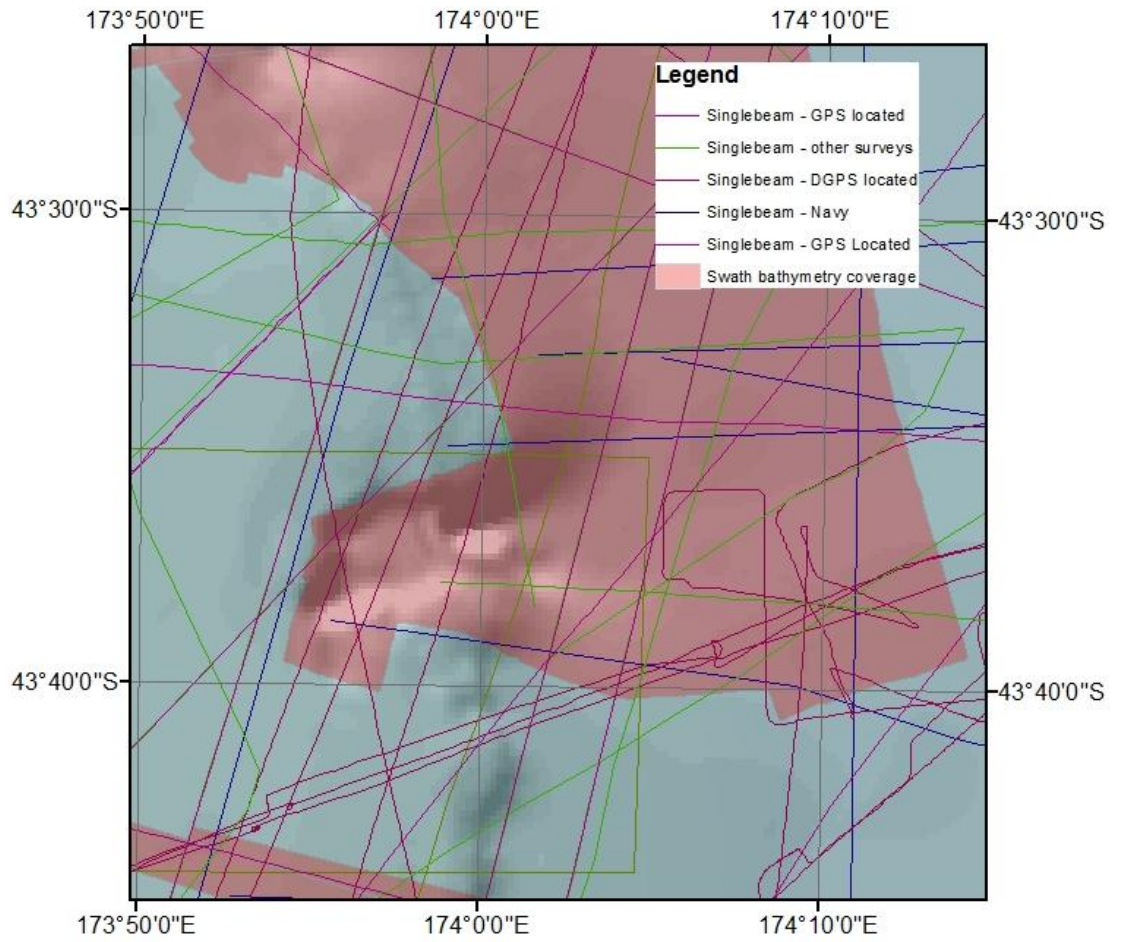 173°50'0"E 174°0'0"E 174°10'0"E
Legend
Singlebeam - GPS located
Singlebeam - other surveys
Singlebeam - DGPS located
Singlebeam - Navy
Singlebeam - GPS Located
Swath bathymetry coverage
43°30'0"S 43°30'0"S
43°40'0"S 43°40'0"S
173°50'0"E 174°0'0"E 174°10'0"E